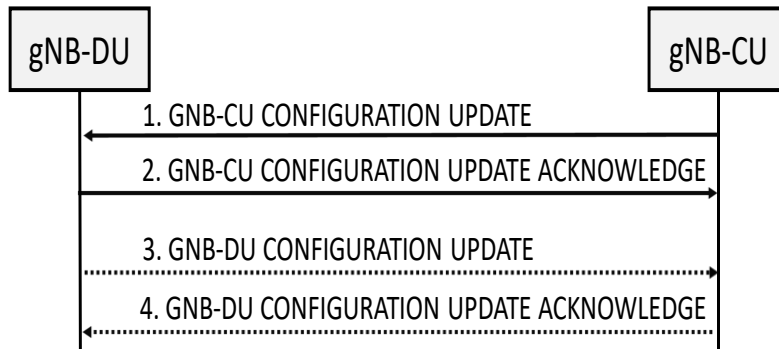 gNB-DU
gNB-CU
1. GNB-CU CONFIGURATION UPDATE
2. GNB-CU CONFIGURATION UPDATE ACKNOWLEDGE
3. GNB-DU CONFIGURATION UPDATE
4. GNB-DU CONFIGURATION UPDATE ACKNOWLEDGE